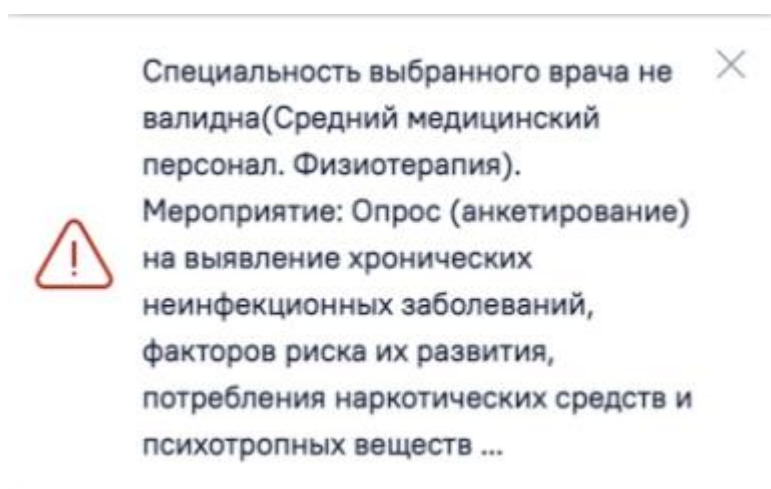 Специальность выбранного врача не
валидна(Средний медицинский
персонал. Физиотерапия).
Мероприятие: Опрос (анкетирование)
на выявление хронических
неинфекционных заболеваний,
факторов риска их развития,
потребления наркотических средств и
психотропных веществ ...